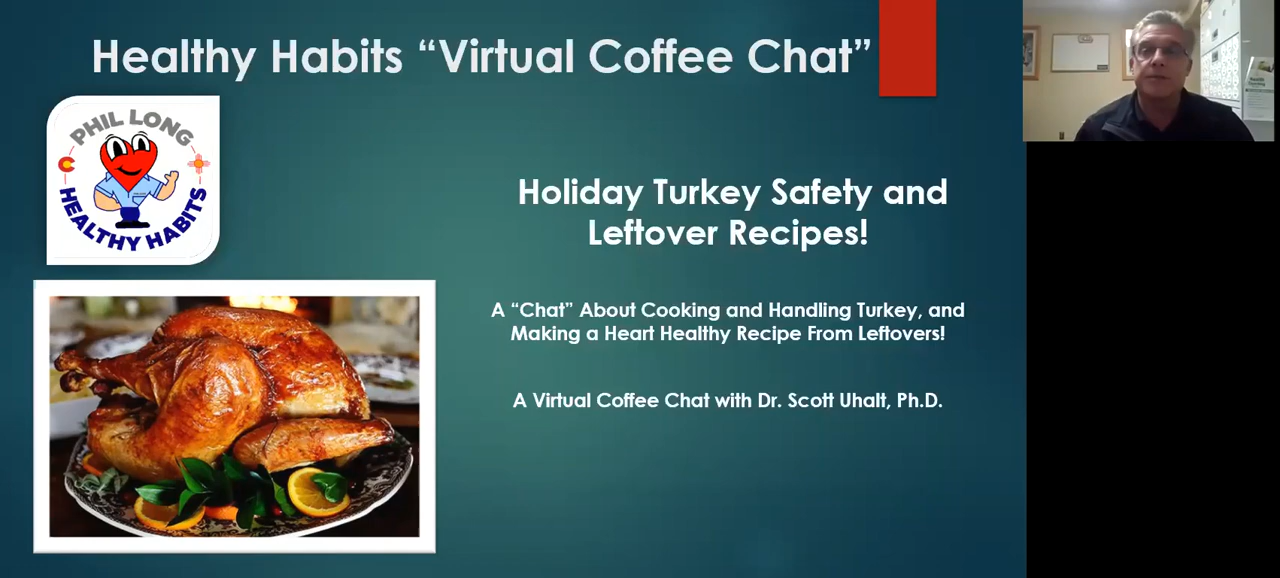 Healthy Habits “Virtual Coffee Chat”
PHIL LONG
HEALTHY HABITS
Holiday Turkey Safety and
Leftover Recipes!
A “Chat” About Cooking and Handling Turkey, and
Making a Heart Healthy Recipe From Leftovers!
A Virtual Coffee Chat with Dr. Scott Uhalt, Ph.D.